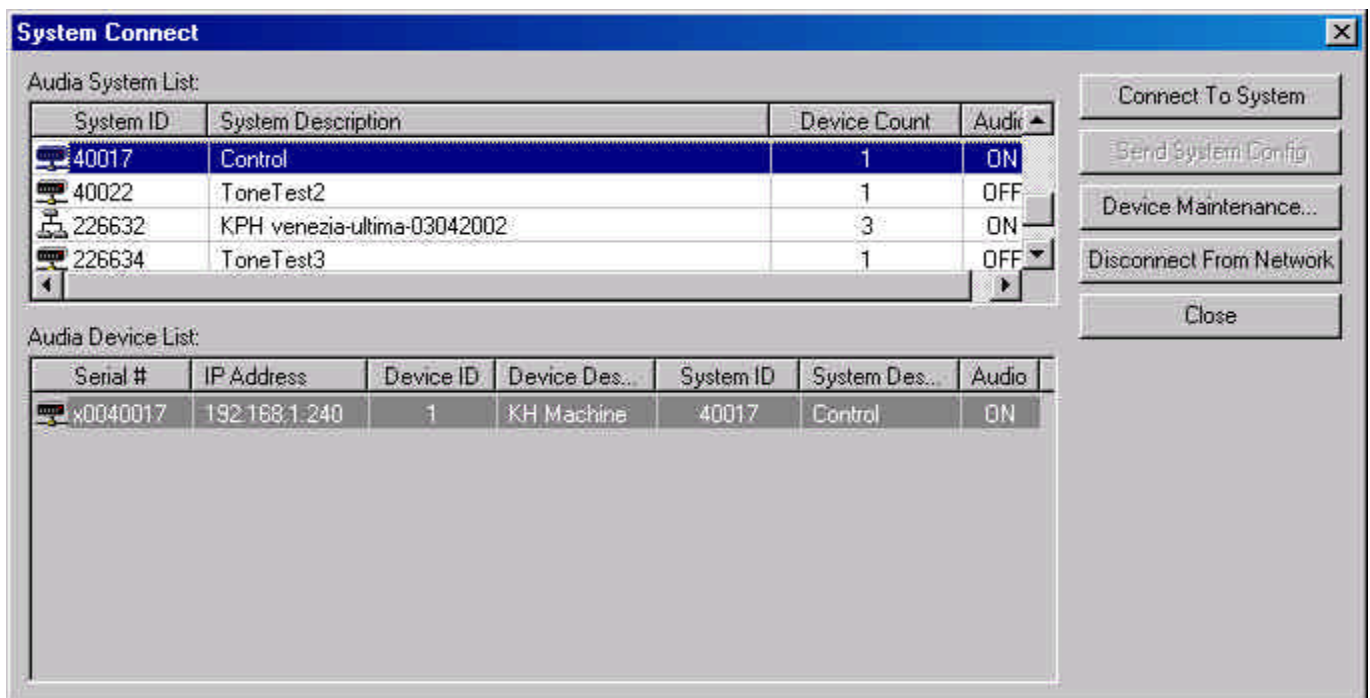 System Connect
Audia System List:
System ID System Description Device Count Audio
40017 Control 1 ON
40022 ToneTest2 1 OFF
226632 KPH venezia-ultima-03042002 3 ON
226634 ToneTest3 1 OFF
Connect To System
Send System Config
Device Maintenance...
Disconnect From Network
Close
Audia Device List:
Serial # IP Address Device ID Device Des... System ID System Des... Audio
x0040017 192.168.1.240 1 KH Machine 40017 Control ON